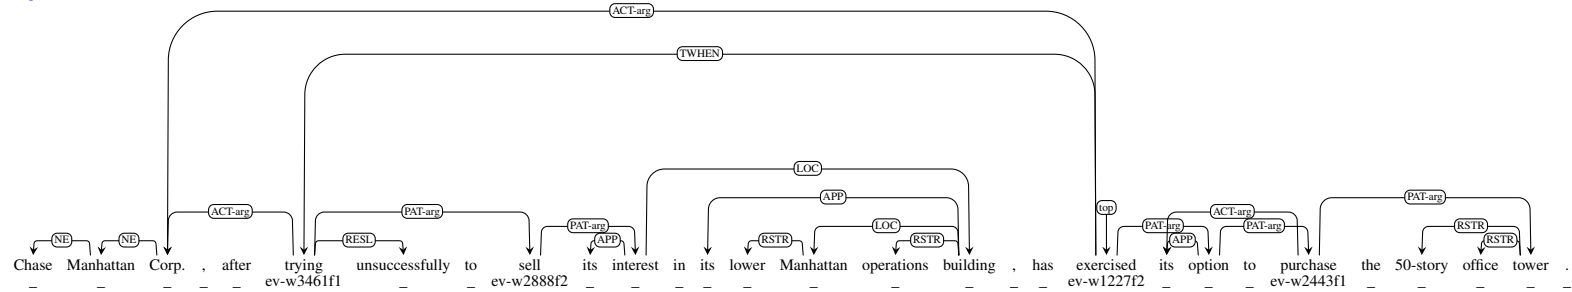 ACT-arg
TWHEN
LOC
APP
top
ACT-arg PAT-arg ACT-arg PAT-arg
PAT-arg LOC PAT-arg PAT-arg RSTR
NE NE RESL APP RSTR RSTR APP RSTR
Chase Manhattan Corp. , after trying unsuccessfully to sell its interest in its lower Manhattan operations building , has exercised its option to purchase the 50-story office tower .
_ _ _ _ _ ev-w3461f1 _ _ ev-w2888f2 _ _ _ _ _ _ _ _ _ _ ev-w1227f2 _ _ _ ev-w2443f1 _ _ _ _ _